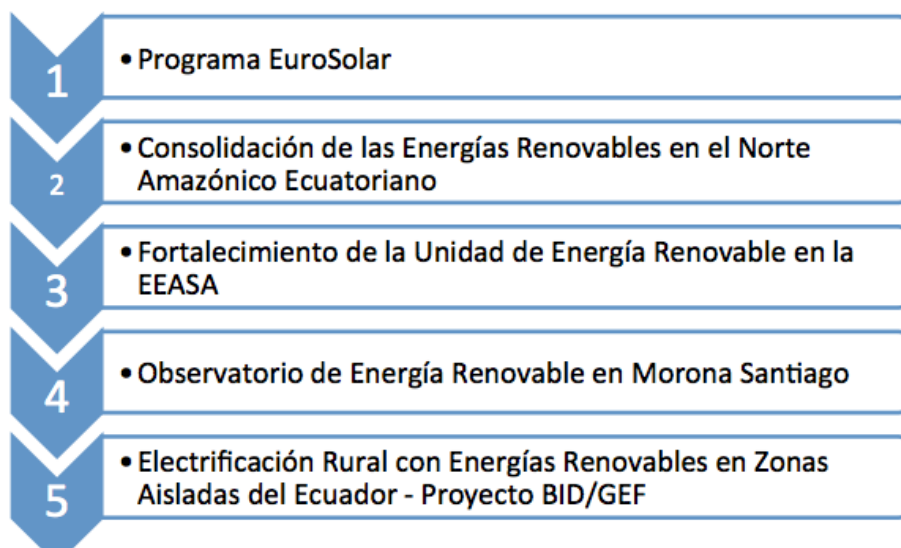 1
• Programa EuroSolar
2
• Consolidación de las Energías Renovables en el Norte
Amazónico Ecuatoriano
3
• Fortalecimiento de la Unidad de Energía Renovable en la
EEASA
4
• Observatorio de Energía Renovable en Morona Santiago
5
• Electrificación Rural con Energías Renovables en Zonas
Aisladas del Ecuador - Proyecto BID/GEF